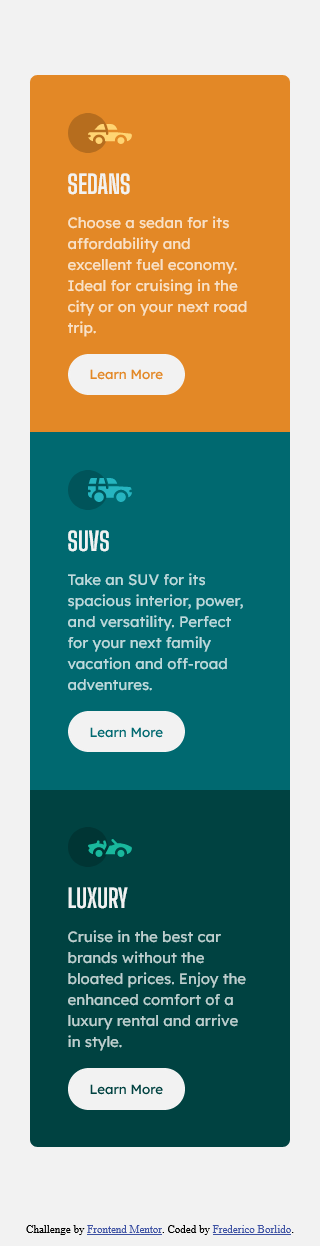 SEDANS
Choose a sedan for its
affordability and
excellent fuel economy.
Ideal for cruising in the
city or on your next road
trip.
Learn More
SUVS
Take an SUV for its
spacious interior, power,
and versatility. Perfect
for your next family
vacation and off-road
adventures.
Learn More
LUXURY
Cruise in the best car
brands without the
bloated prices. Enjoy the
enhanced comfort of a
luxury rental and arrive
in style.
Learn More
Challenge by Frontend Mentor. Coded by Frederico Borlido.